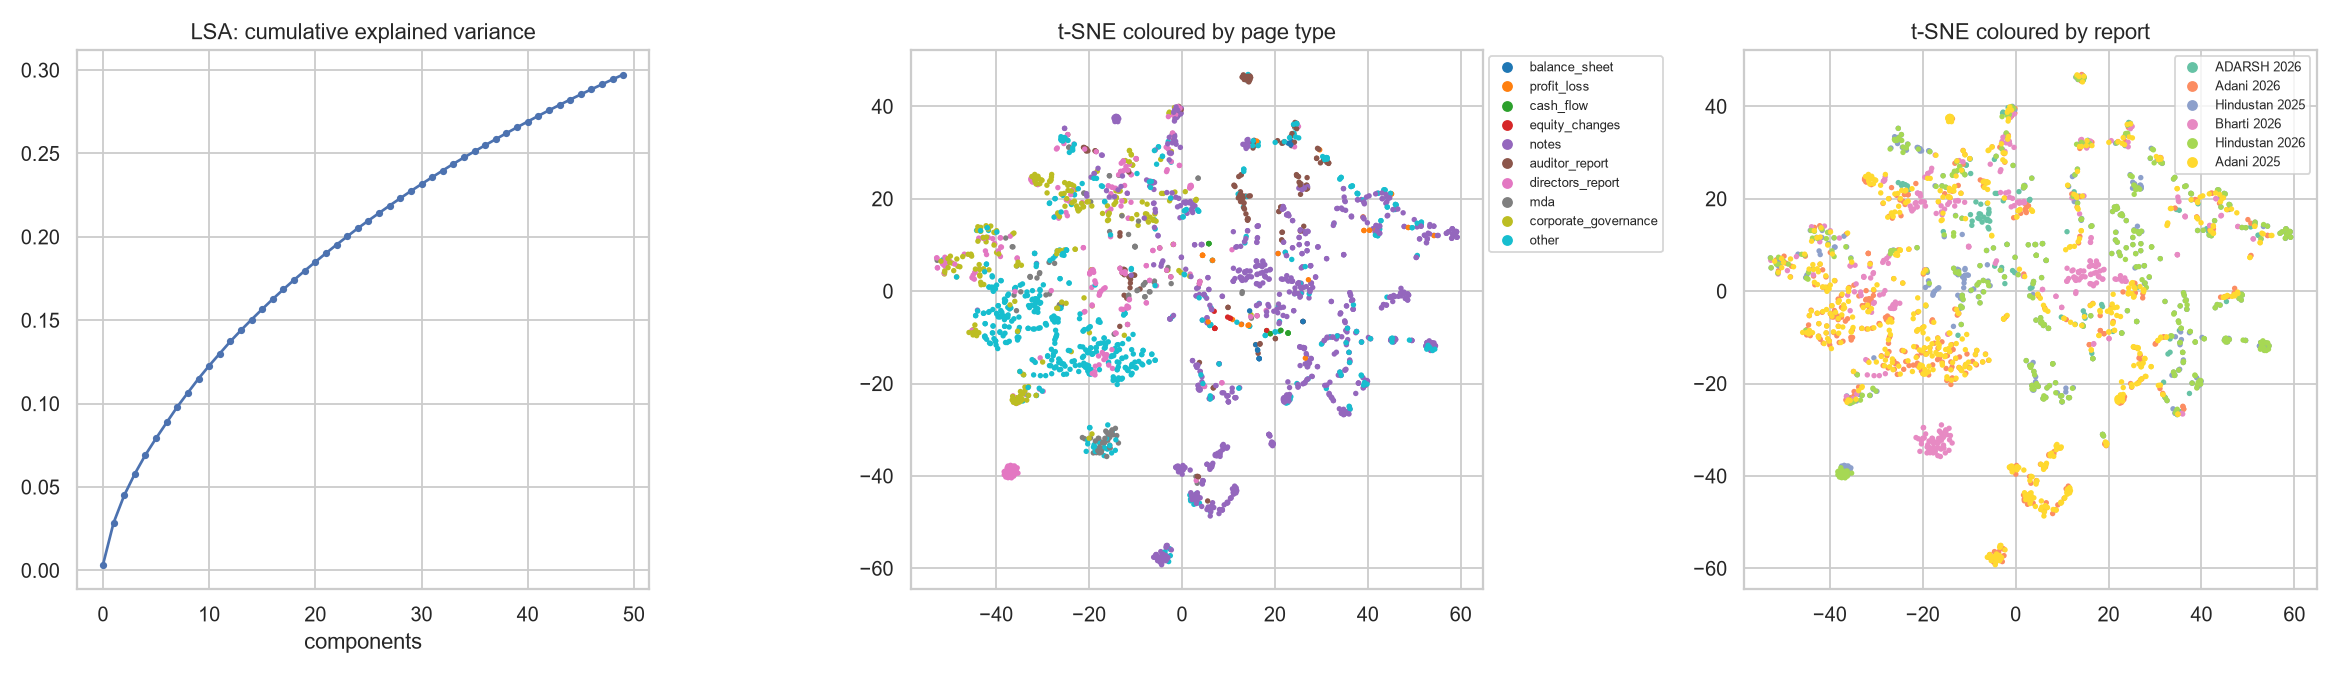 LSA: cumulative explained variance
0.30
0.25
0.20
0.15
0.10
0.05
0.00
0 10 20 30 40 50
components
t-SNE coloured by page type
40
20
0
−20
−40
−60
−40 −20 0 20 40 60
balance_sheet
profit_loss
cash_flow
equity_changes
notes
auditor_report
directors_report
mda
corporate_governance
other
t-SNE coloured by report
40
20
0
−20
−40
−60
−40 −20 0 20 40 60
ADARSH 2026
Adani 2026
Hindustan 2025
Bharti 2026
Hindustan 2026
Adani 2025